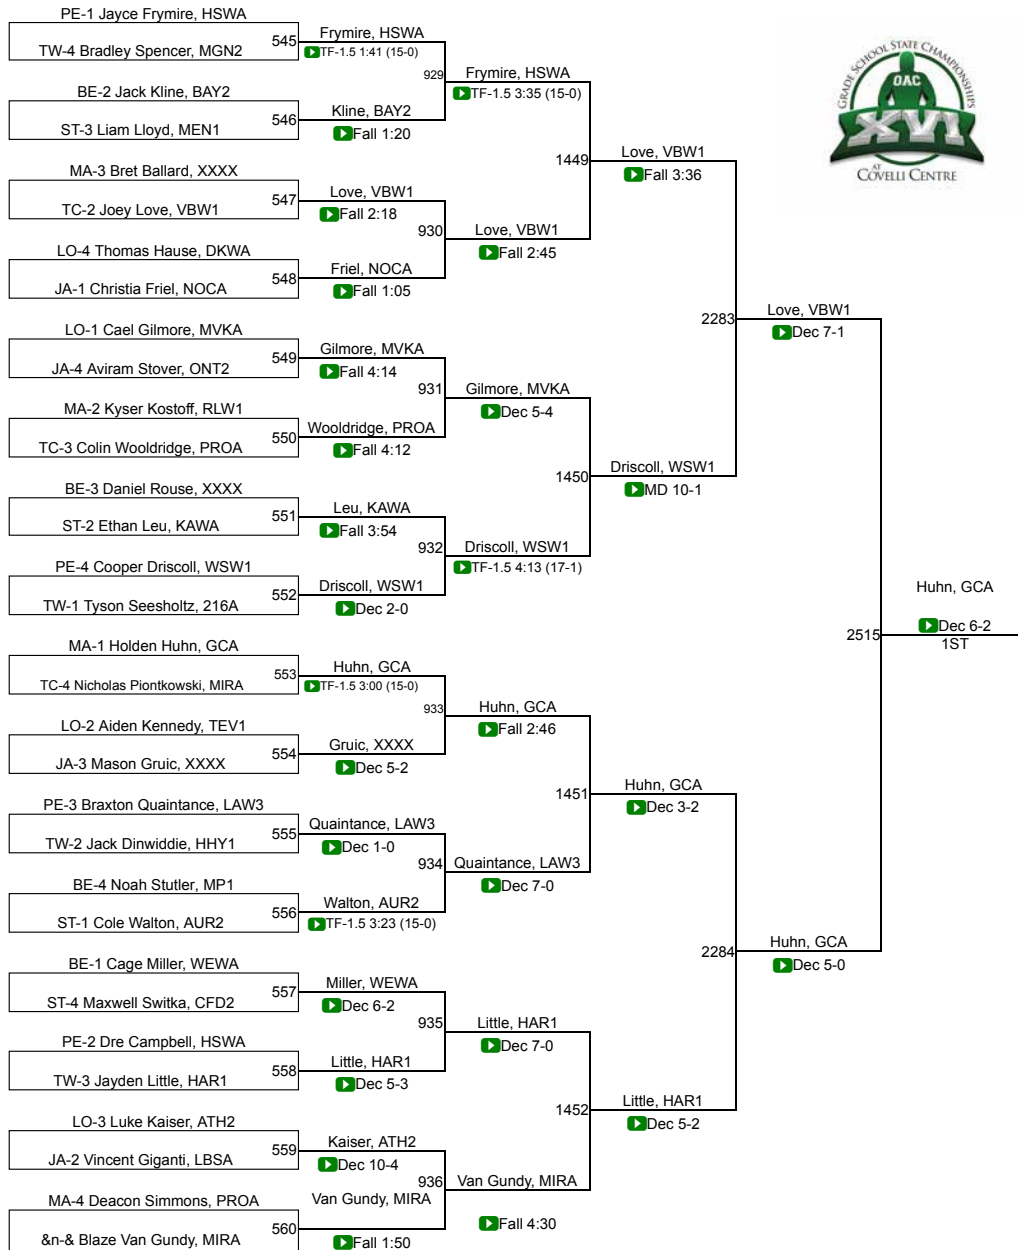 PE-1 Jayce Frymire, HSWA
545
TW-4 Bradley Spencer, MGN2
Frymire, HSWA
TF-1.5 1:41 (15-0)
929
Frymire, HSWA
TF-1.5 3:35 (15-0)
BE-2 Jack Kline, BAY2
546
ST-3 Liam Lloyd, MEN1
Kline, BAY2
Fall 1:20
1449
Love, VBW1
Fall 3:36
MA-3 Bret Ballard, XXXX
547
TC-2 Joey Love, VBW1
Love, VBW1
Fall 2:18
930
Love, VBW1
Fall 2:45
LO-4 Thomas Hause, DKWA
548
JA-1 Christia Friel, NOCA
Friel, NOCA
Fall 1:05
2283
Love, VBW1
Dec 7-1
LO-1 Cael Gilmore, MVKA
549
JA-4 Aviram Stover, ONT2
Gilmore, MVKA
Fall 4:14
931
Gilmore, MVKA
Dec 5-4
MA-2 Kyser Kostoff, RLW1
550
TC-3 Colin Wooldridge, PROA
Wooldridge, PROA
Fall 4:12
1450
Driscoll, WSW1
MD 10-1
BE-3 Daniel Rouse, XXXX
551
ST-2 Ethan Leu, KAWA
Leu, KAWA
Fall 3:54
932
Driscoll, WSW1
TF-1.5 4:13 (17-1)
PE-4 Cooper Driscoll, WSW1
552
TW-1 Tyson Seesholtz, 216A
Driscoll, WSW1
Dec 2-0
2515
Huhn, GCA
Dec 6-2
1ST
MA-1 Holden Huhn, GCA
553
TC-4 Nicholas Piontkowski, MIRA
Huhn, GCA
TF-1.5 3:00 (15-0)
933
Huhn, GCA
Fall 2:46
LO-2 Aiden Kennedy, TEV1
554
JA-3 Mason Gruic, XXXX
Gruic, XXXX
Dec 5-2
1451
Huhn, GCA
Dec 3-2
PE-3 Braxton Quaintance, LAW3
555
TW-2 Jack Dinwiddie, HHY1
Quaintance, LAW3
Dec 1-0
934
Quaintance, LAW3
Dec 7-0
BE-4 Noah Stutler, MP1
556
ST-1 Cole Walton, AUR2
Walton, AUR2
TF-1.5 3:23 (15-0)
2284
Huhn, GCA
Dec 5-0
BE-1 Cage Miller, WEWA
557
ST-4 Maxwell Switka, CFD2
Miller, WEWA
Dec 6-2
935
Little, HAR1
Dec 7-0
PE-2 Dre Campbell, HSWA
558
TW-3 Jayden Little, HAR1
Little, HAR1
Dec 5-3
1452
Little, HAR1
Dec 5-2
LO-3 Luke Kaiser, ATH2
559
JA-2 Vincent Giganti, LBSA
Kaiser, ATH2
Dec 10-4
936
Van Gundy, MIRA
Fall 4:30
MA-4 Deacon Simmons, PROA
560
&n-& Blaze Van Gundy, MIRA
Van Gundy, MIRA
Fall 1:50
GRADE SCHOOL STATE CHAMPIONSHIPS
OAC
XVI
AT
COVELLI CENTRE